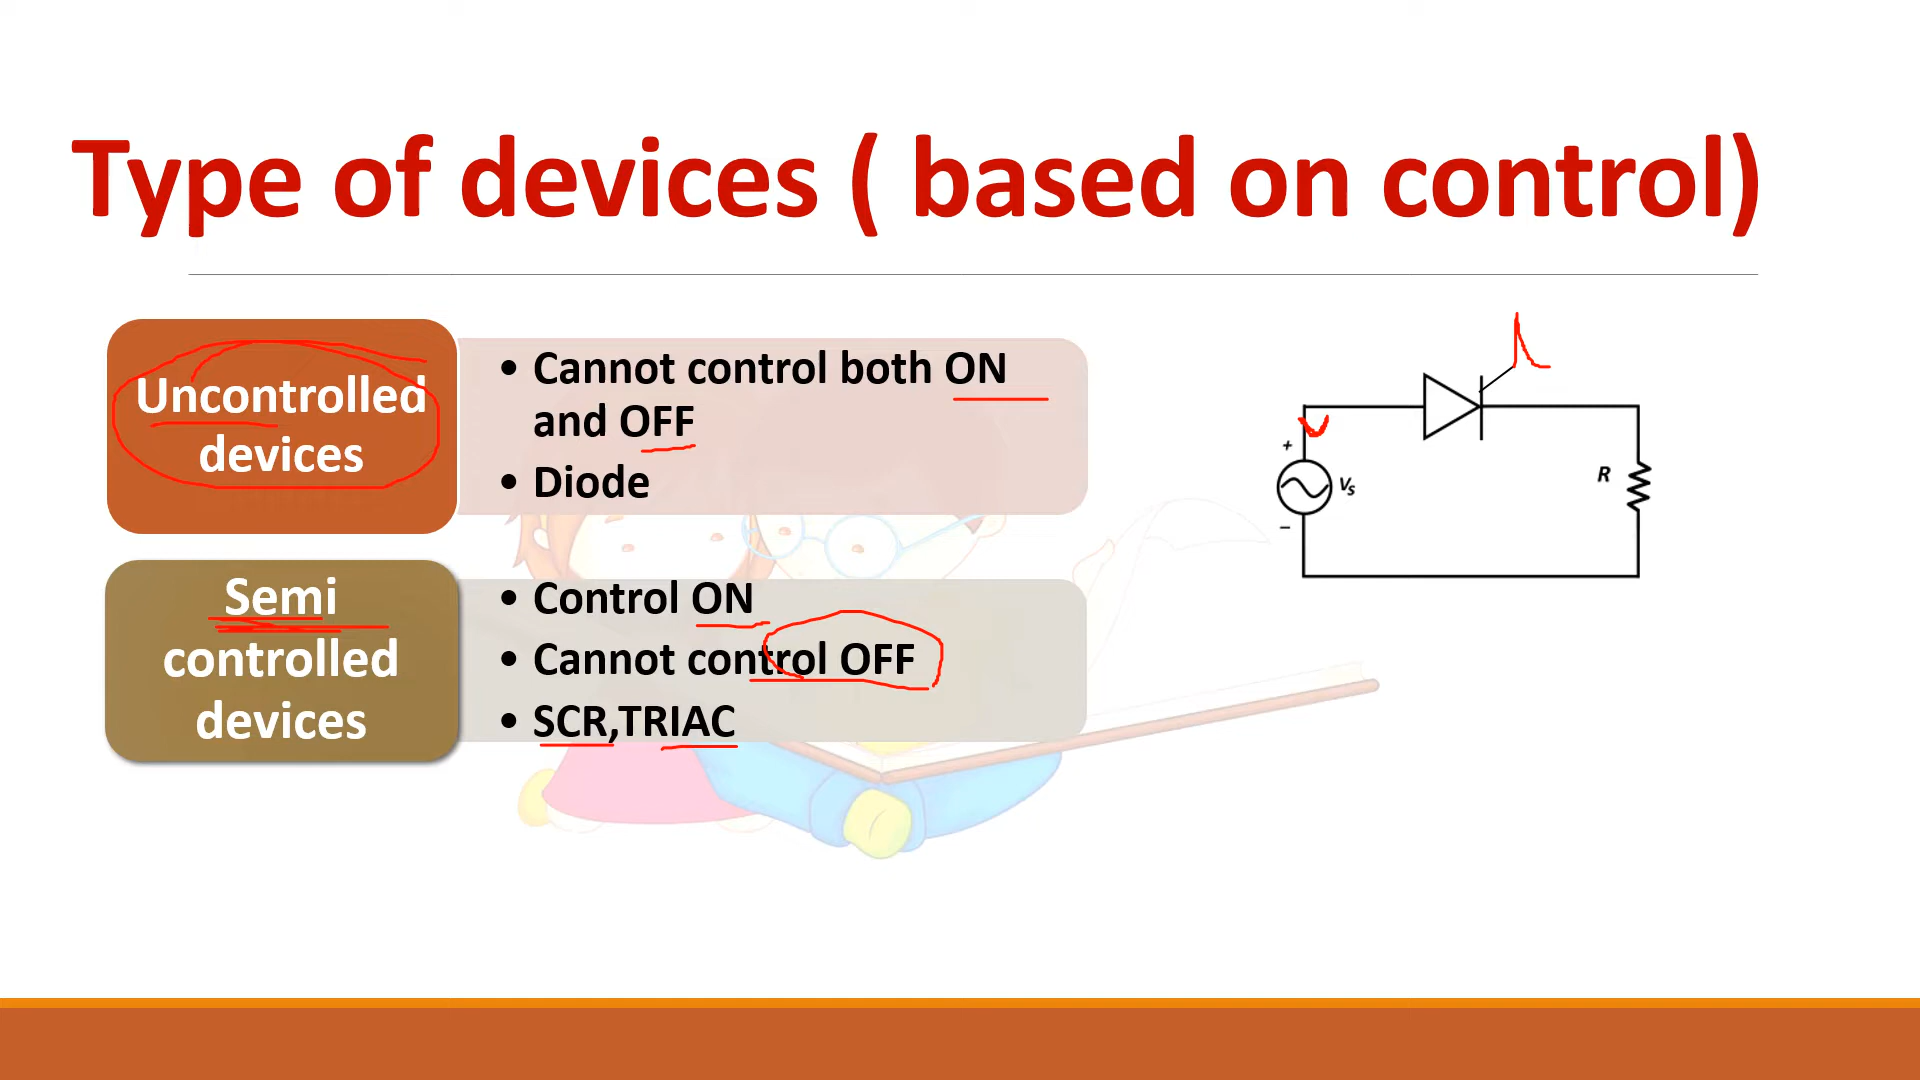 Type of devices ( based on control)
Uncontrolled
devices
• Cannot control both ON
and OFF
• Diode
Semi
controlled
devices
• Control ON
• Cannot control OFF
• SCR,TRIAC
+
Vs
−
R